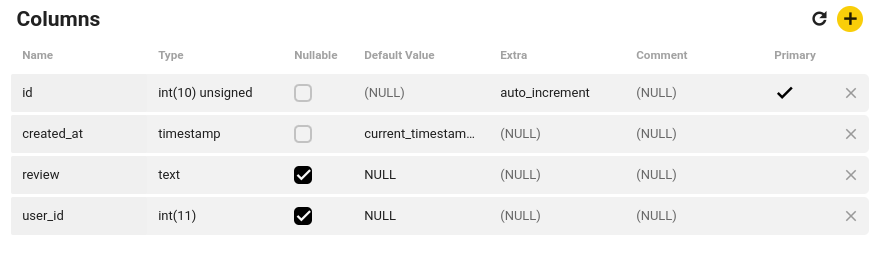 Columns
Name Type Nullable Default Value Extra Comment Primary
id int(10) unsigned (NULL) auto_increment (NULL)
created_at timestamp current_timestam... (NULL) (NULL)
review text NULL (NULL) (NULL)
user_id int(11) NULL (NULL) (NULL)